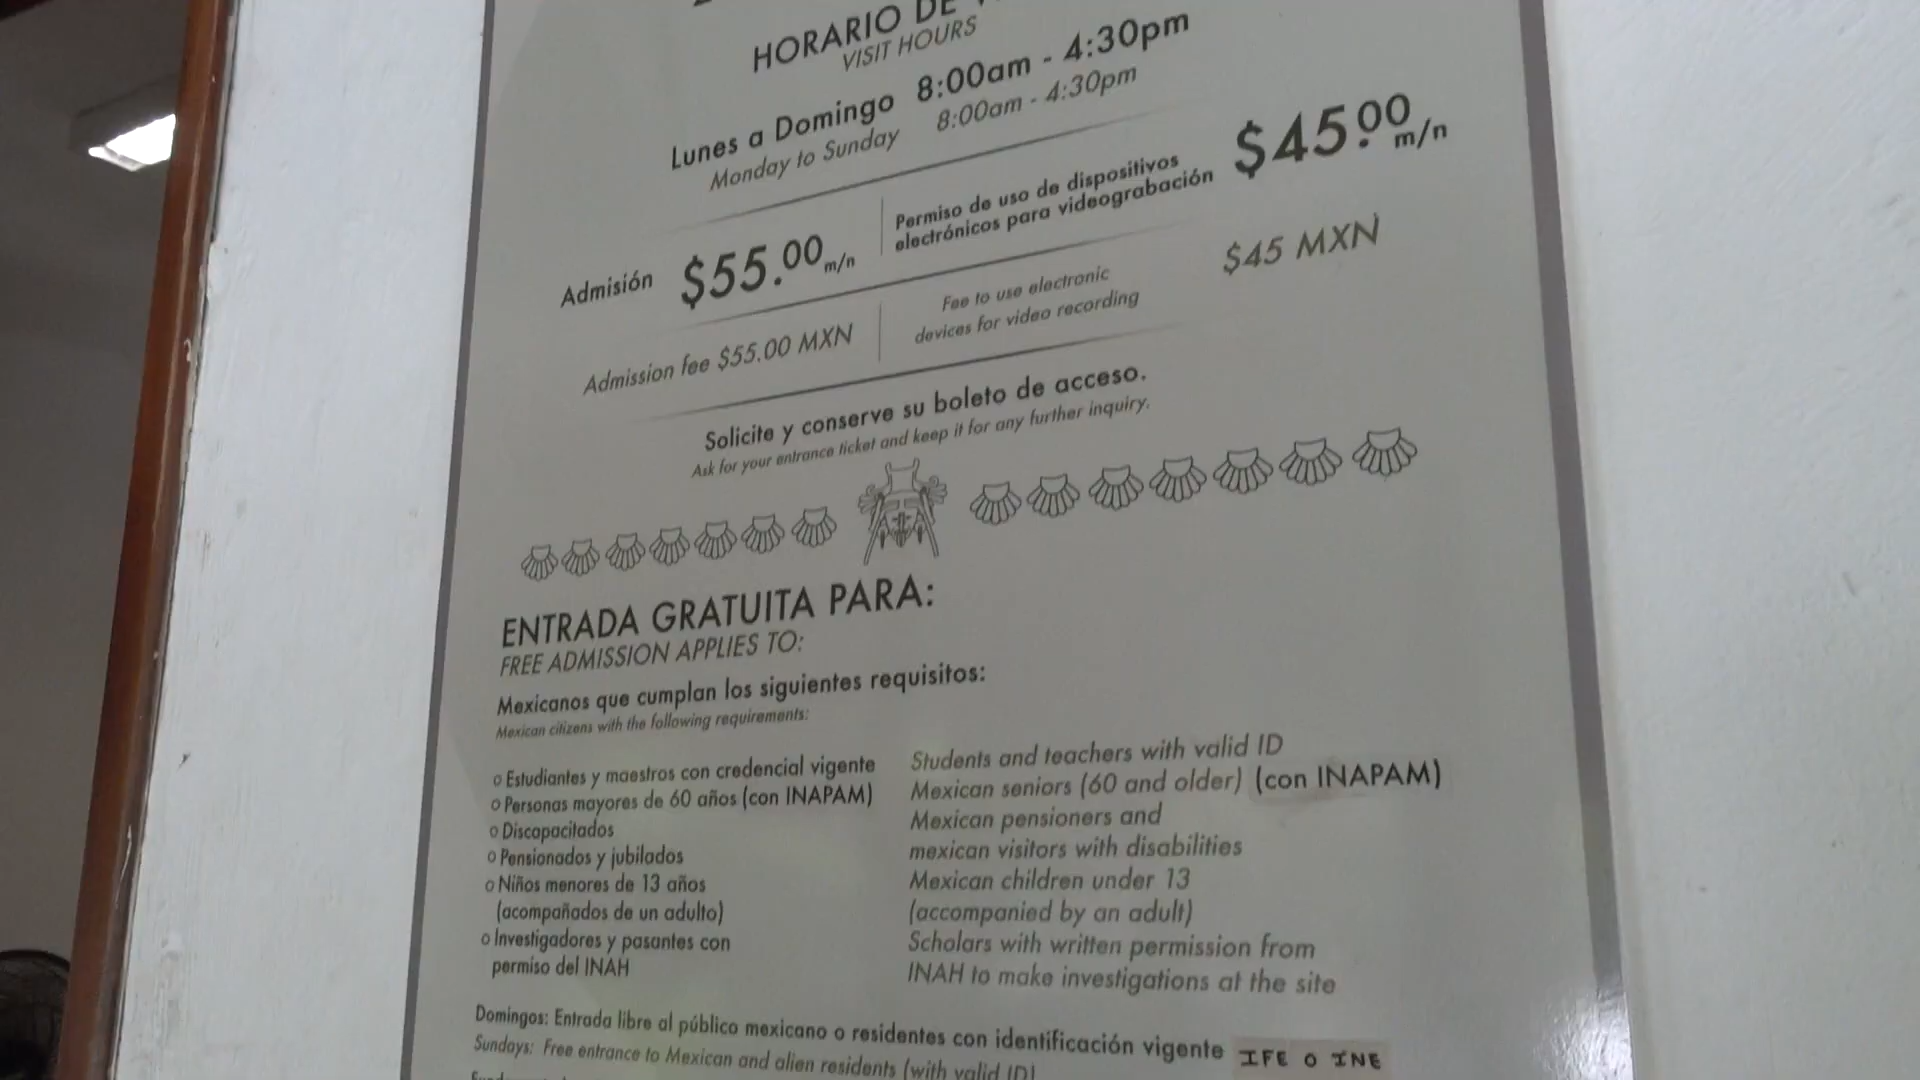 HORARIO DE
VISIT HOURS
Lunes a Domingo 8:00am - 4:30pm
Monday to Sunday 8:00am - 4:30pm
Admisión $55.00 m/n
Permiso de uso de dispositivos
electrónicos para videograbación
$45.00 m/n
Admission fee $55.00 MXN
Fee to use electronic
devices for video recording
$45 MXN
Solicite y conserve su boleto de acceso.
Ask for your entrance ticket and keep it for any further inquiry.
ENTRADA GRATUITA PARA:
FREE ADMISSION APPLIES TO:
Mexicanos que cumplan los siguientes requisitos:
Mexican citizens with the following requirements:
o Estudiantes y maestros con credencial vigente
o Personas mayores de 60 años (con INAPAM)
o Discapacitados
o Pensionados y jubilados
o Niños menores de 13 años
(acompañados de un adulto)
o Investigadores y pasantes con
permiso del INAH
Students and teachers with valid ID
Mexican seniors (60 and older) (con INAPAM)
Mexican pensioners and
mexican visitors with disabilities
Mexican children under 13
(accompanied by an adult)
Scholars with written permission from
INAH to make investigations at the site
Domingos: Entrada libre al público mexicano o residentes con identificación vigente IFE O INE
Sundays: Free entrance to Mexican and alien residents (with valid ID)